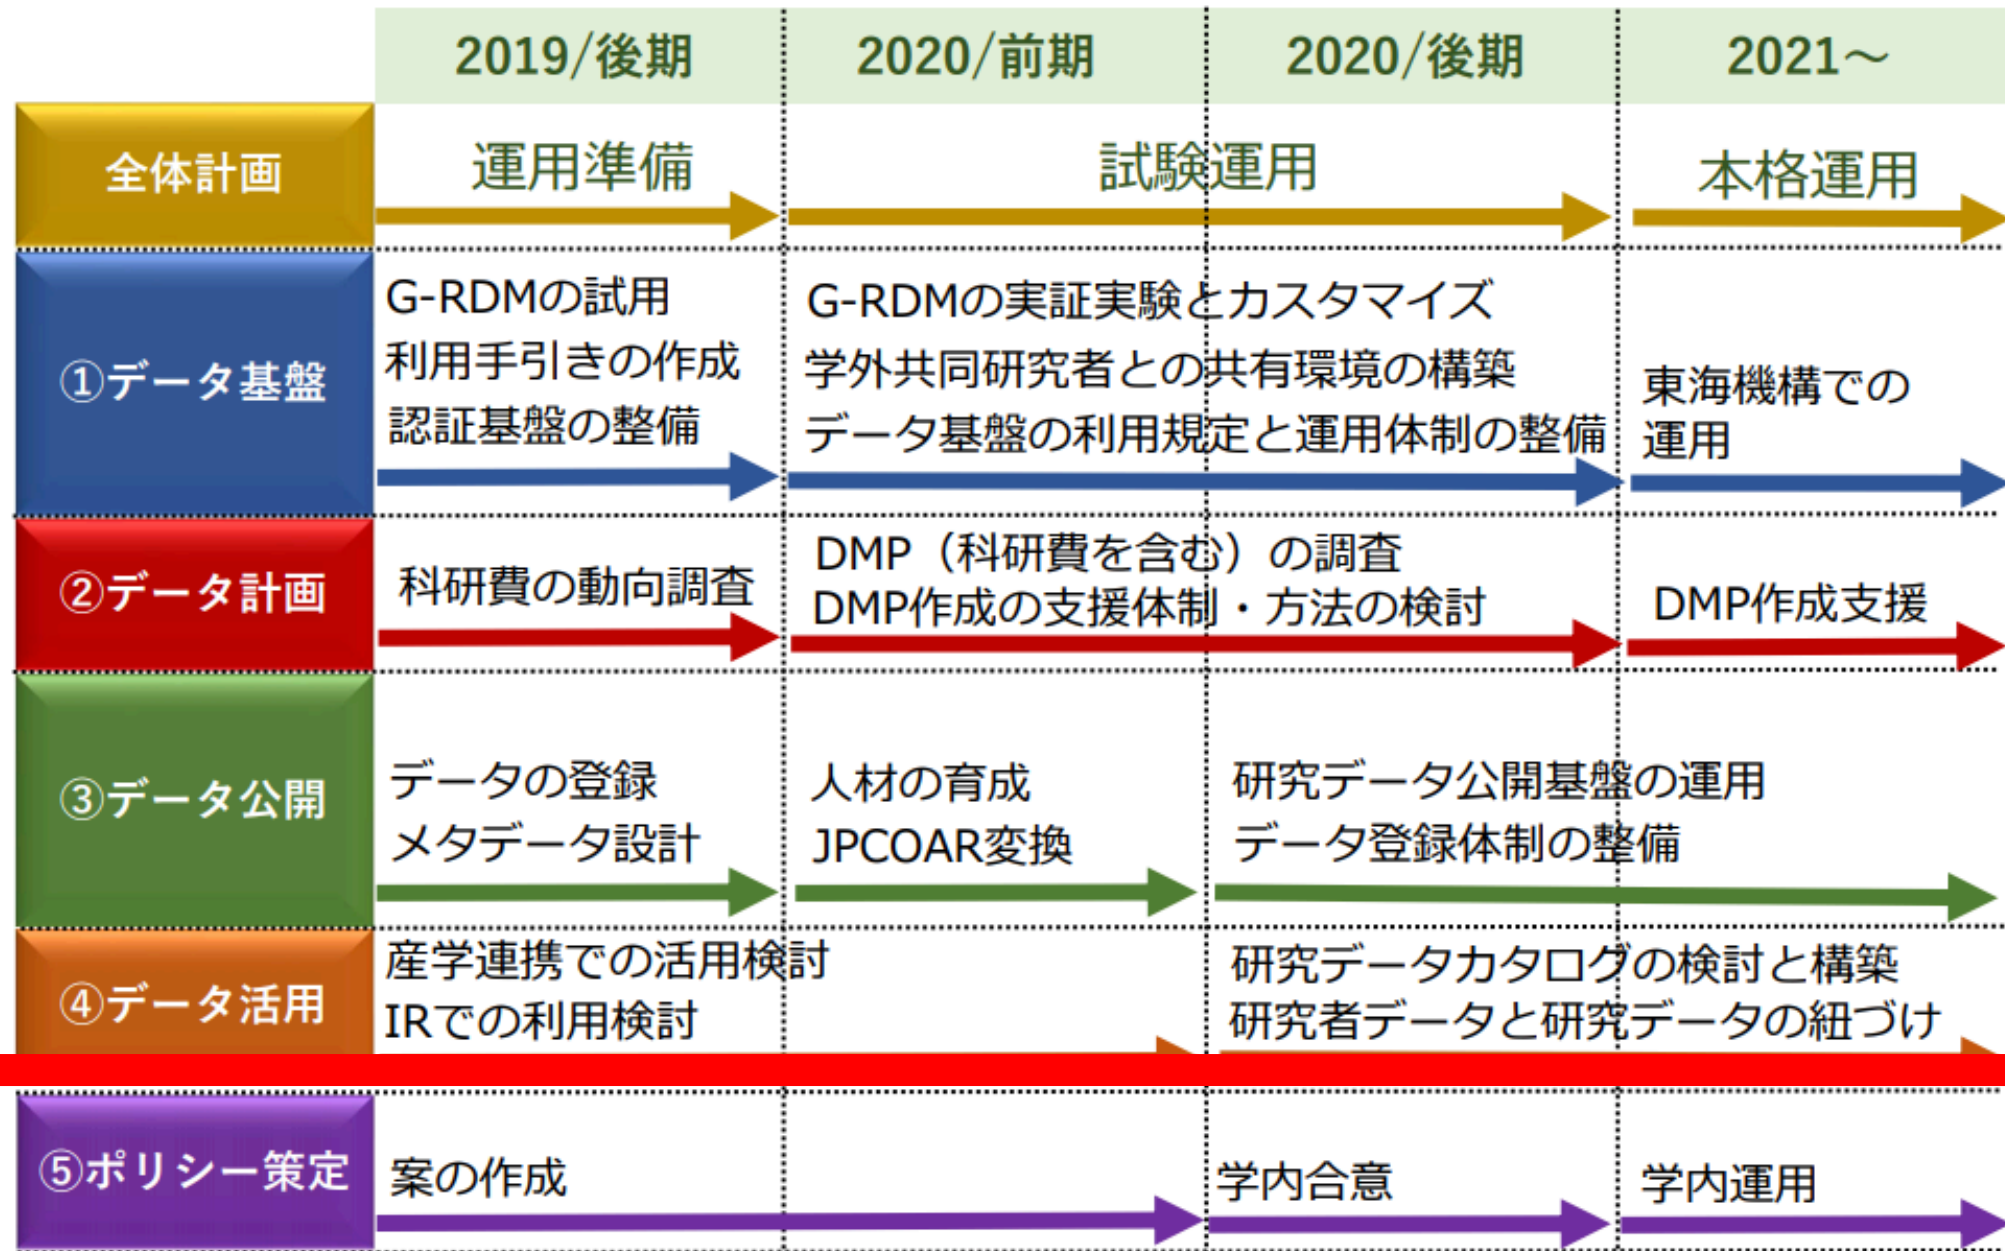 2019/後期
2020/前期
2020/後期
2021～
全体計画
運用準備
試験運用
本格運用
①データ基盤
G-RDMの試用
利用手引きの作成
認証基盤の整備
G-RDMの実証実験とカスタマイズ
学外共同研究者との共有環境の構築
データ基盤の利用規定と運用体制の整備
東海機構での
運用
②データ計画
科研費の動向調査
DMP（科研費を含む）の調査
DMP作成の支援体制・方法の検討
DMP作成支援
③データ公開
データの登録
メタデータ設計
人材の育成
JPCOAR変換
研究データ公開基盤の運用
データ登録体制の整備
④データ活用
産学連携での活用検討
IRでの利用検討
研究データカタログの検討と構築
研究者データと研究データの紐づけ
⑤ポリシー策定
案の作成
学内合意
学内運用